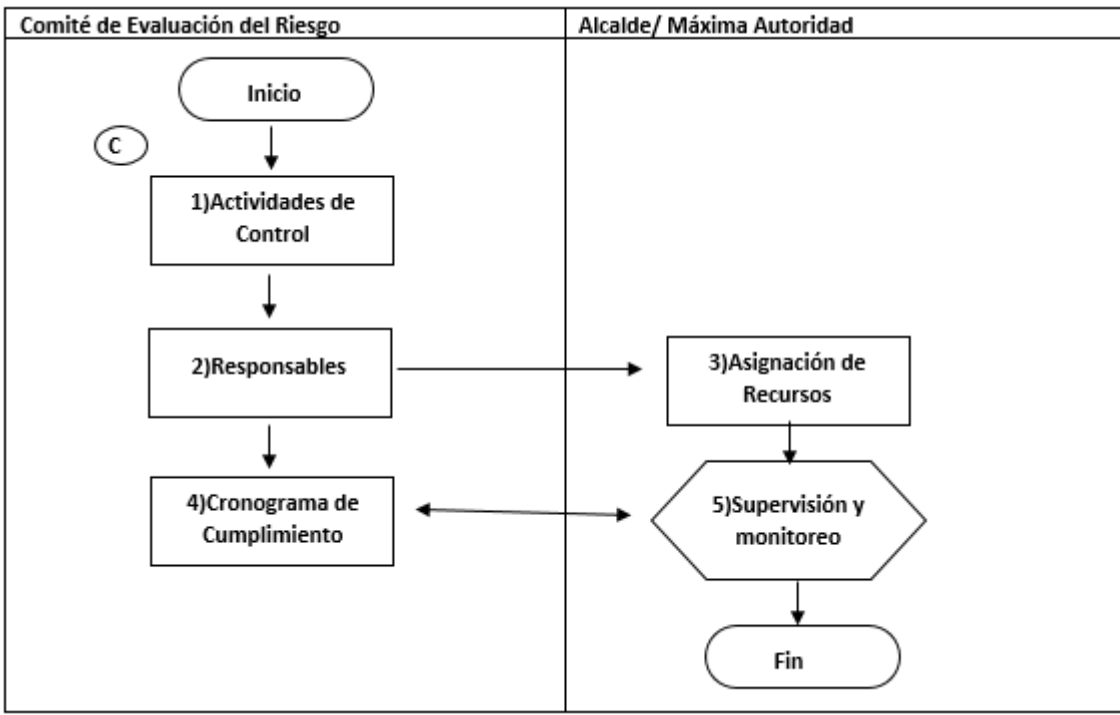 Comité de Evaluación del Riesgo
Alcalde/ Máxima Autoridad
Inicio
C
1)Actividades de
Control
2)Responsables
3)Asignación de
Recursos
4)Cronograma de
Cumplimiento
5)Supervisión y
monitoreo
Fin